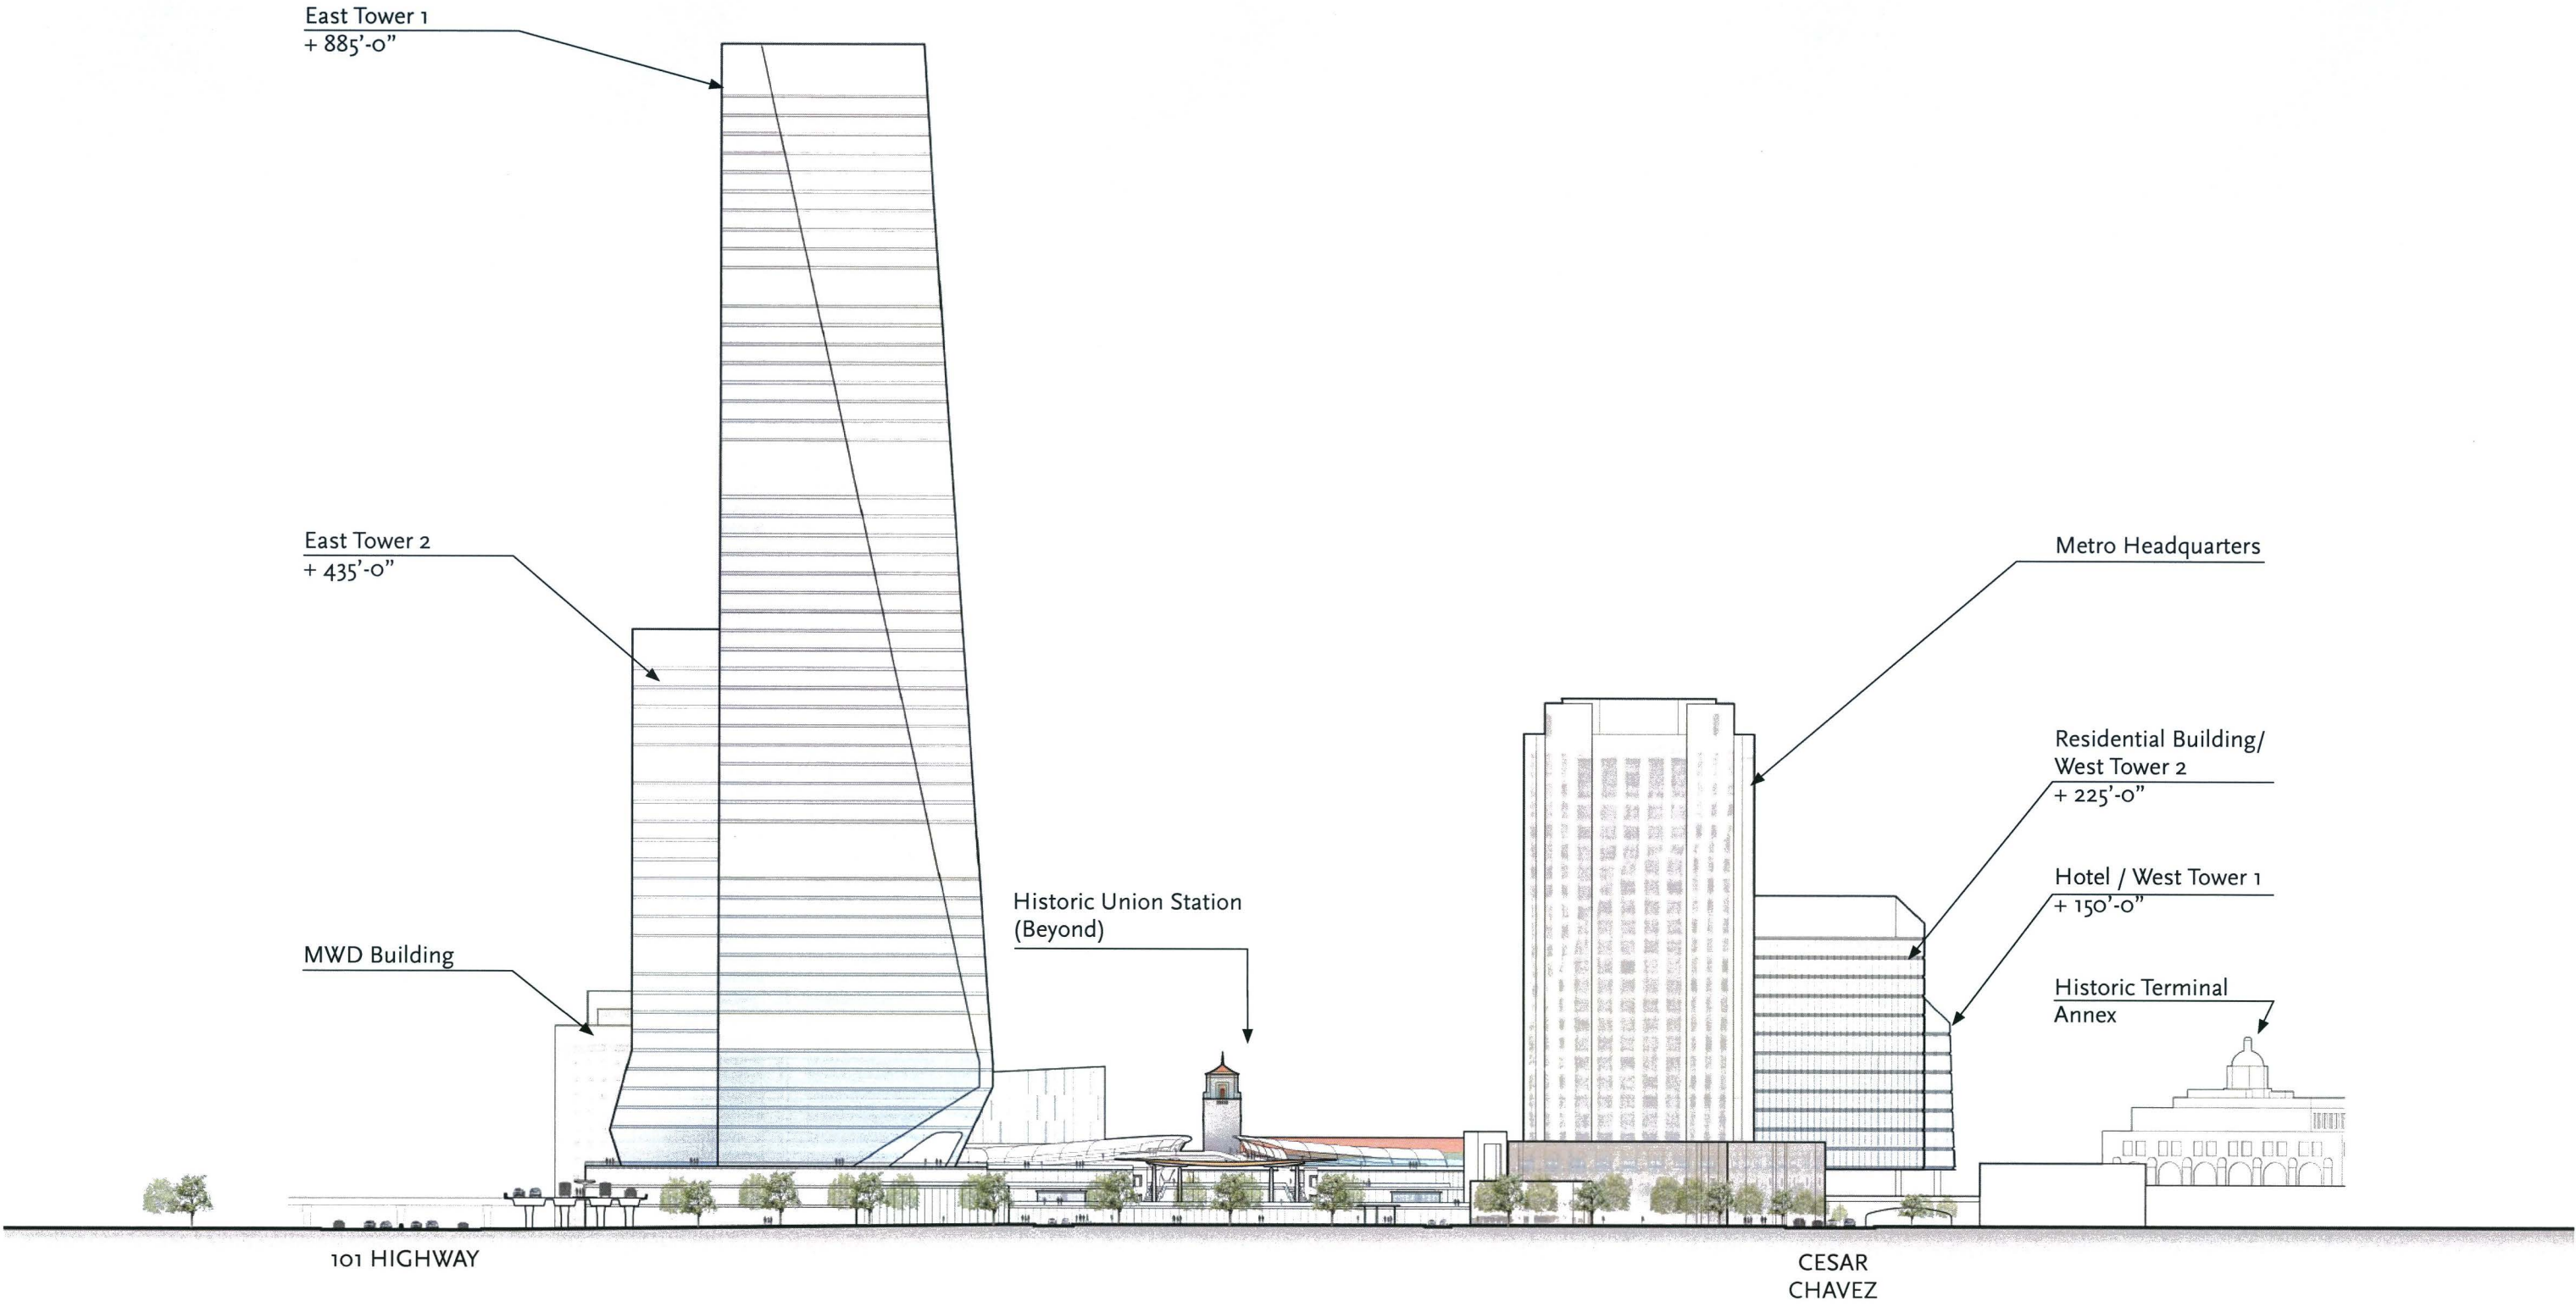 East Tower 1
+ 885'-0"
East Tower 2
+ 435'-0"
MWD Building
Historic Union Station
(Beyond)
Metro Headquarters
Residential Building/
West Tower 2
+ 225'-0"
Hotel / West Tower 1
+ 150'-0"
Historic Terminal
Annex
101 HIGHWAY
CESAR
CHAVEZ